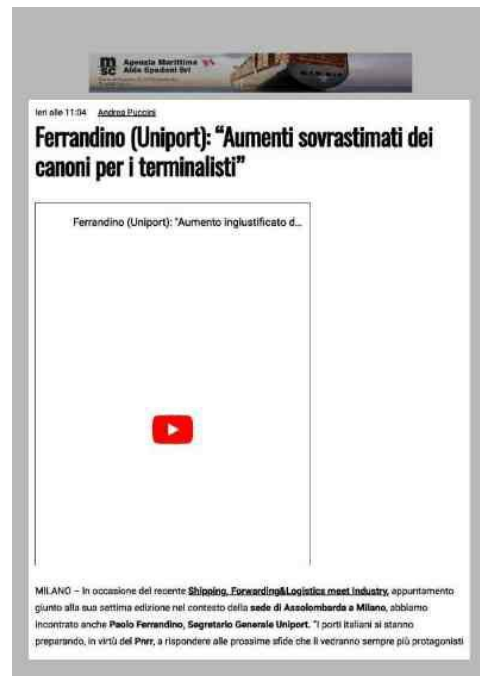 Agenzia Marittima
Aldo Spadoni Srl
Ieri alle 11:04 Andrea Puccini
Ferrandino (Uniport): “Aumenti sovrastimati dei
canoni per i terminalisti”
Ferrandino (Uniport): "Aumento ingiustificato d...
MILANO – In occasione del recente Shipping, Forwarding&Logistics meet Industry, appuntamento
giunto alla sua settima edizione nel contesto della sede di Assolombarda a Milano, abbiamo
incontrato anche Paolo Ferrandino, Segretario Generale Uniport. "I porti italiani si stanno
preparando, in virtù del Pnrr, a rispondere alle prossime sfide che li vedranno sempre più protagonisti